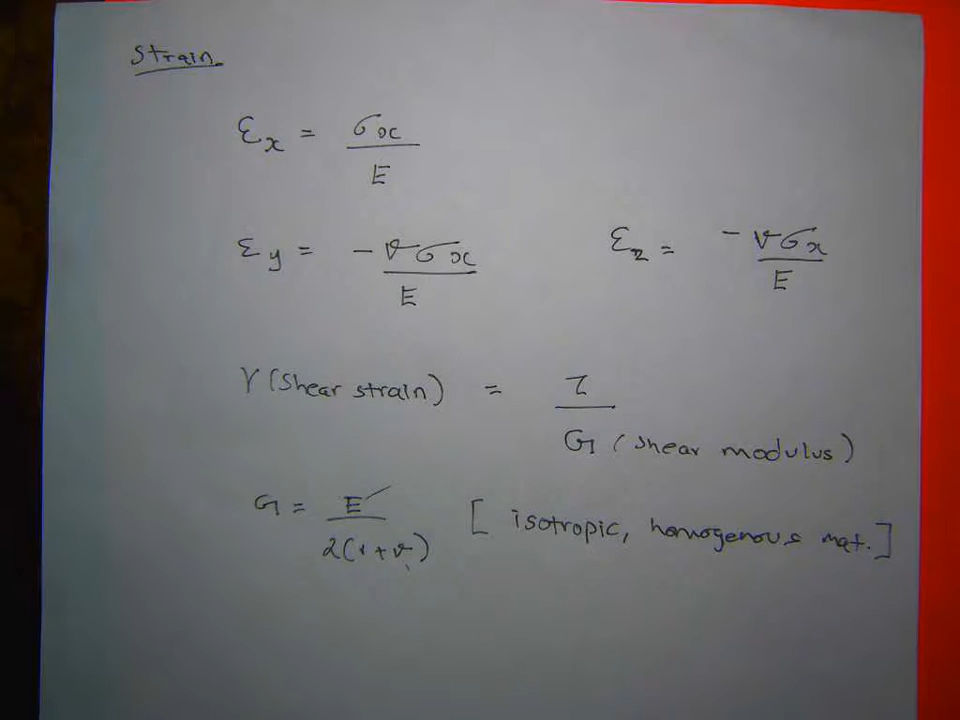 Strain
εx = σx / E
εy = -νσx / E    εz = -νσx / E
γ (Shear strain) = τ / G (Shear modulus)
G = E / 2(1+ν) [isotropic, homogenous mat.]